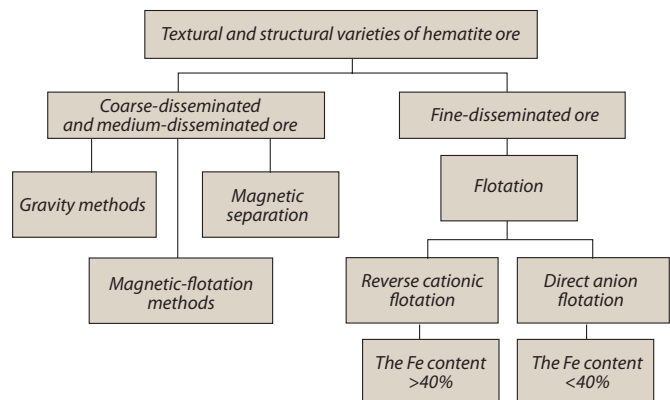 Textural and structural varieties of hematite ore
Coarse-disseminated
and medium-disseminated ore
Fine-disseminated ore
Gravity methods
Magnetic
separation
Flotation
Magnetic-flotation
methods
Reverse cationic
flotation
Direct anion
flotation
The Fe content
>40%
The Fe content
<40%